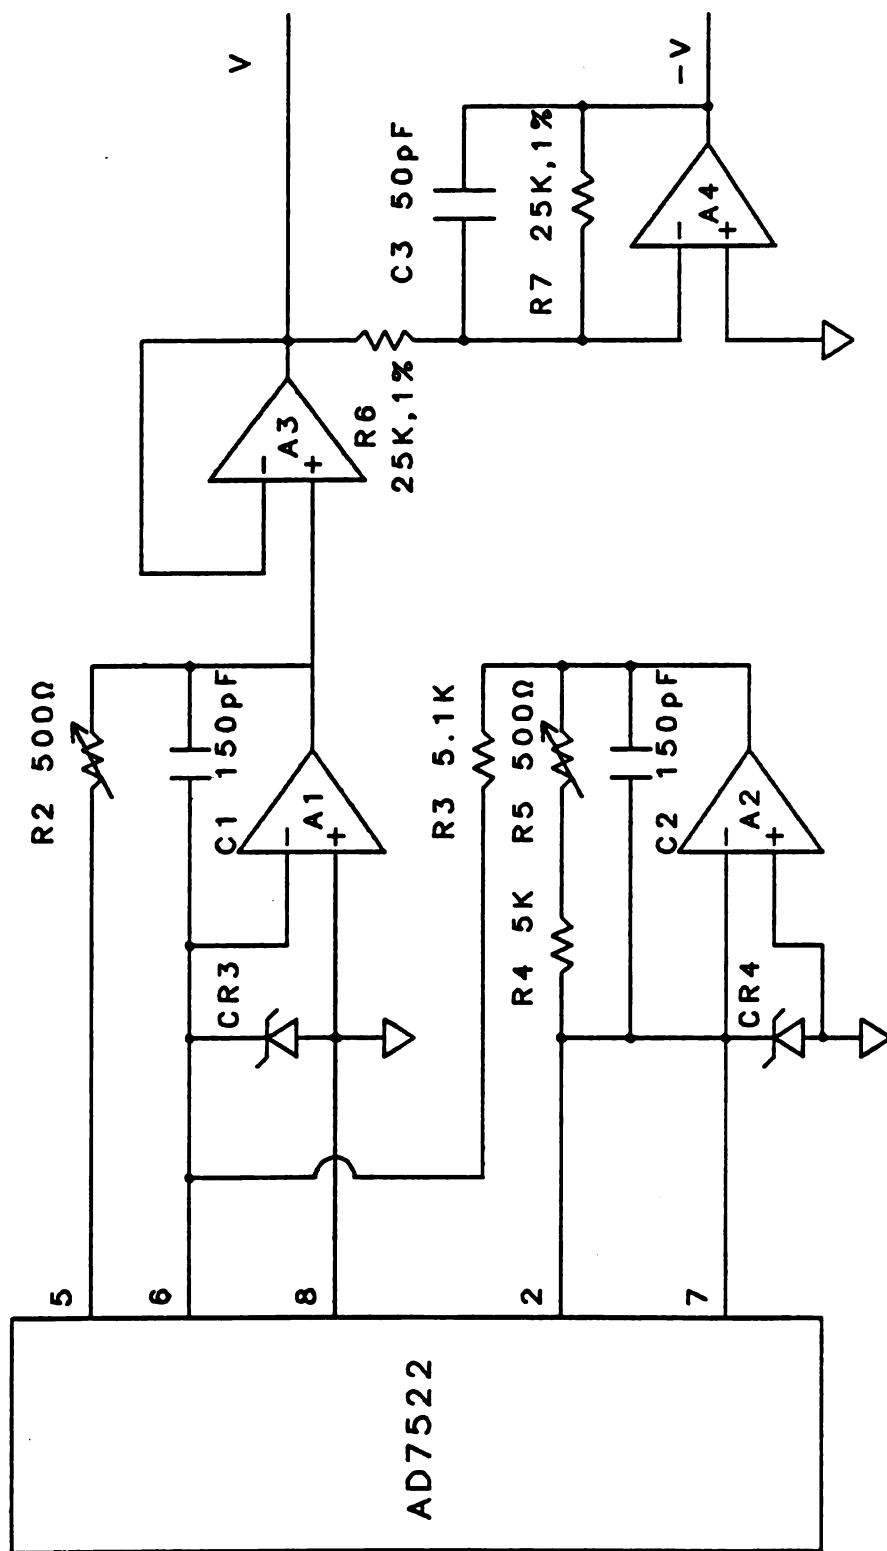 AD7522
5
6
8
2
7
R2 500Ω
C1 150pF
A1
-
+
CR3
R3 5.1K
R4 5K
R5 500Ω
C2 150pF
A2
-
+
CR4
A3
-
+
R6
25K,1%
C3 50pF
R7 25K,1%
A4
-
+
V
-V